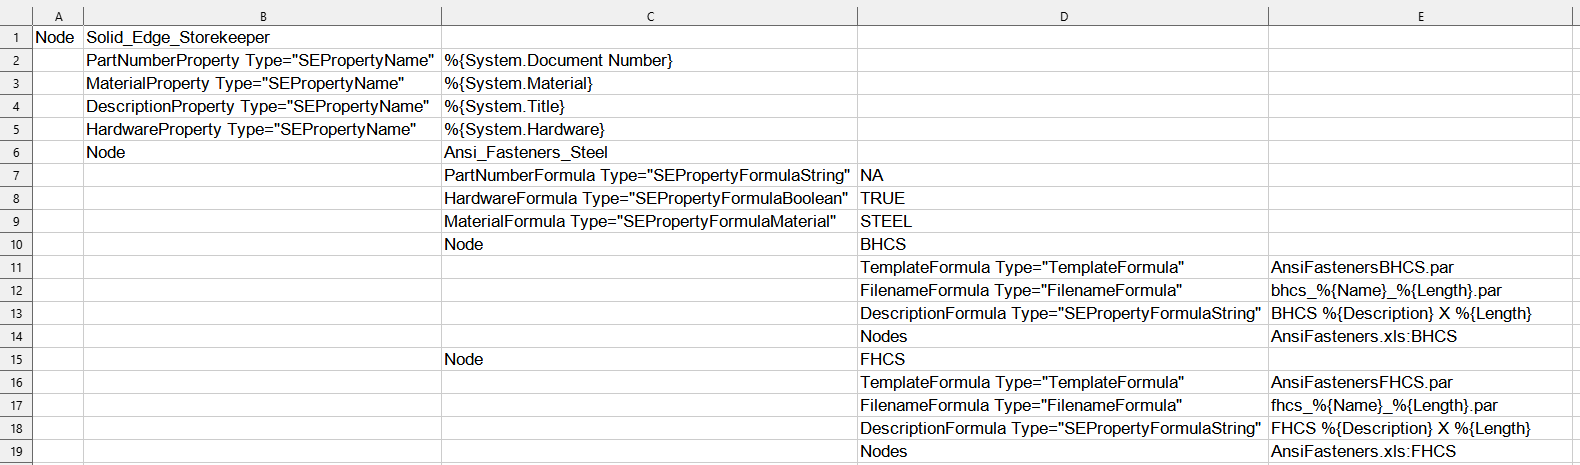 A B C D E
1 Node Solid_Edge_Storekeeper
2 PartNumberProperty Type="SEPropertyName" %{System.Document Number}
3 MaterialProperty Type="SEPropertyName" %{System.Material}
4 DescriptionProperty Type="SEPropertyName" %{System.Title}
5 HardwareProperty Type="SEPropertyName" %{System.Hardware}
6 Node Ansi_Fasteners_Steel
7 PartNumberFormula Type="SEPropertyFormulaString" NA
8 HardwareFormula Type="SEPropertyFormulaBoolean" TRUE
9 MaterialFormula Type="SEPropertyFormulaMaterial" STEEL
10 Node BHCS
11 TemplateFormula Type="TemplateFormula" AnsiFastenersBHCS.par
12 FilenameFormula Type="FilenameFormula" bhcs_%{Name}_%{Length}.par
13 DescriptionFormula Type="SEPropertyFormulaString" BHCS %{Description} X %{Length}
14 Nodes AnsiFasteners.xls:BHCS
15 Node FHCS
16 TemplateFormula Type="TemplateFormula" AnsiFastenersFHCS.par
17 FilenameFormula Type="FilenameFormula" fhcs_%{Name}_%{Length}.par
18 DescriptionFormula Type="SEPropertyFormulaString" FHCS %{Description} X %{Length}
19 Nodes AnsiFasteners.xls:FHCS